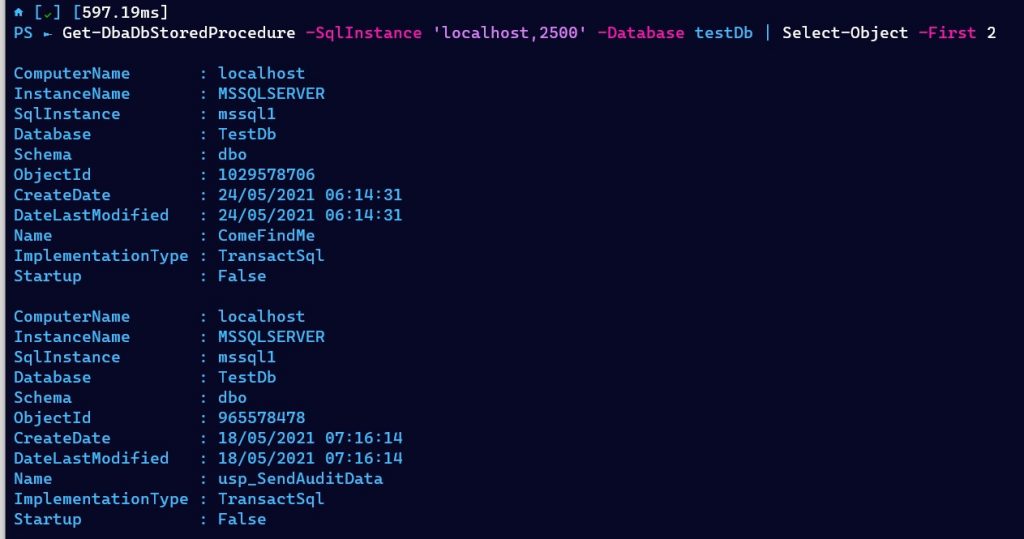 [✓] [597.19ms]
PS ► Get-DbaDbStoredProcedure -SqlInstance 'localhost,2500' -Database testDb | Select-Object -First 2
ComputerName : localhost
InstanceName : MSSQLSERVER
SqlInstance : mssql1
Database : TestDb
Schema : dbo
ObjectId : 1029578706
CreateDate : 24/05/2021 06:14:31
DateLastModified : 24/05/2021 06:14:31
Name : ComeFindMe
ImplementationType : TransactSql
Startup : False
ComputerName : localhost
InstanceName : MSSQLSERVER
SqlInstance : mssql1
Database : TestDb
Schema : dbo
ObjectId : 965578478
CreateDate : 18/05/2021 07:16:14
DateLastModified : 18/05/2021 07:16:14
Name : usp_SendAuditData
ImplementationType : TransactSql
Startup : False